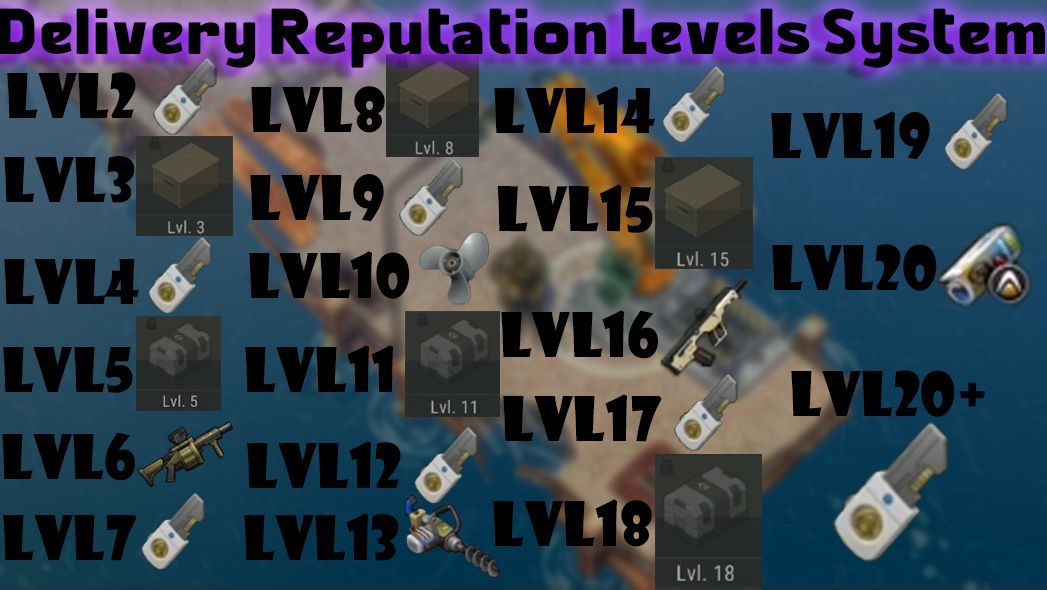 Delivery Reputation Levels System
LVL2
LVL3
Lvl. 3
LVL4
LVL5
Lvl. 5
LVL6
LVL7
LVL8
Lvl. 8
LVL9
LVL10
LVL11
Lvl. 11
LVL12
LVL13
LVL14
LVL15
Lvl. 15
LVL16
LVL17
LVL18
Lvl. 18
LVL19
LVL20
LVL20+